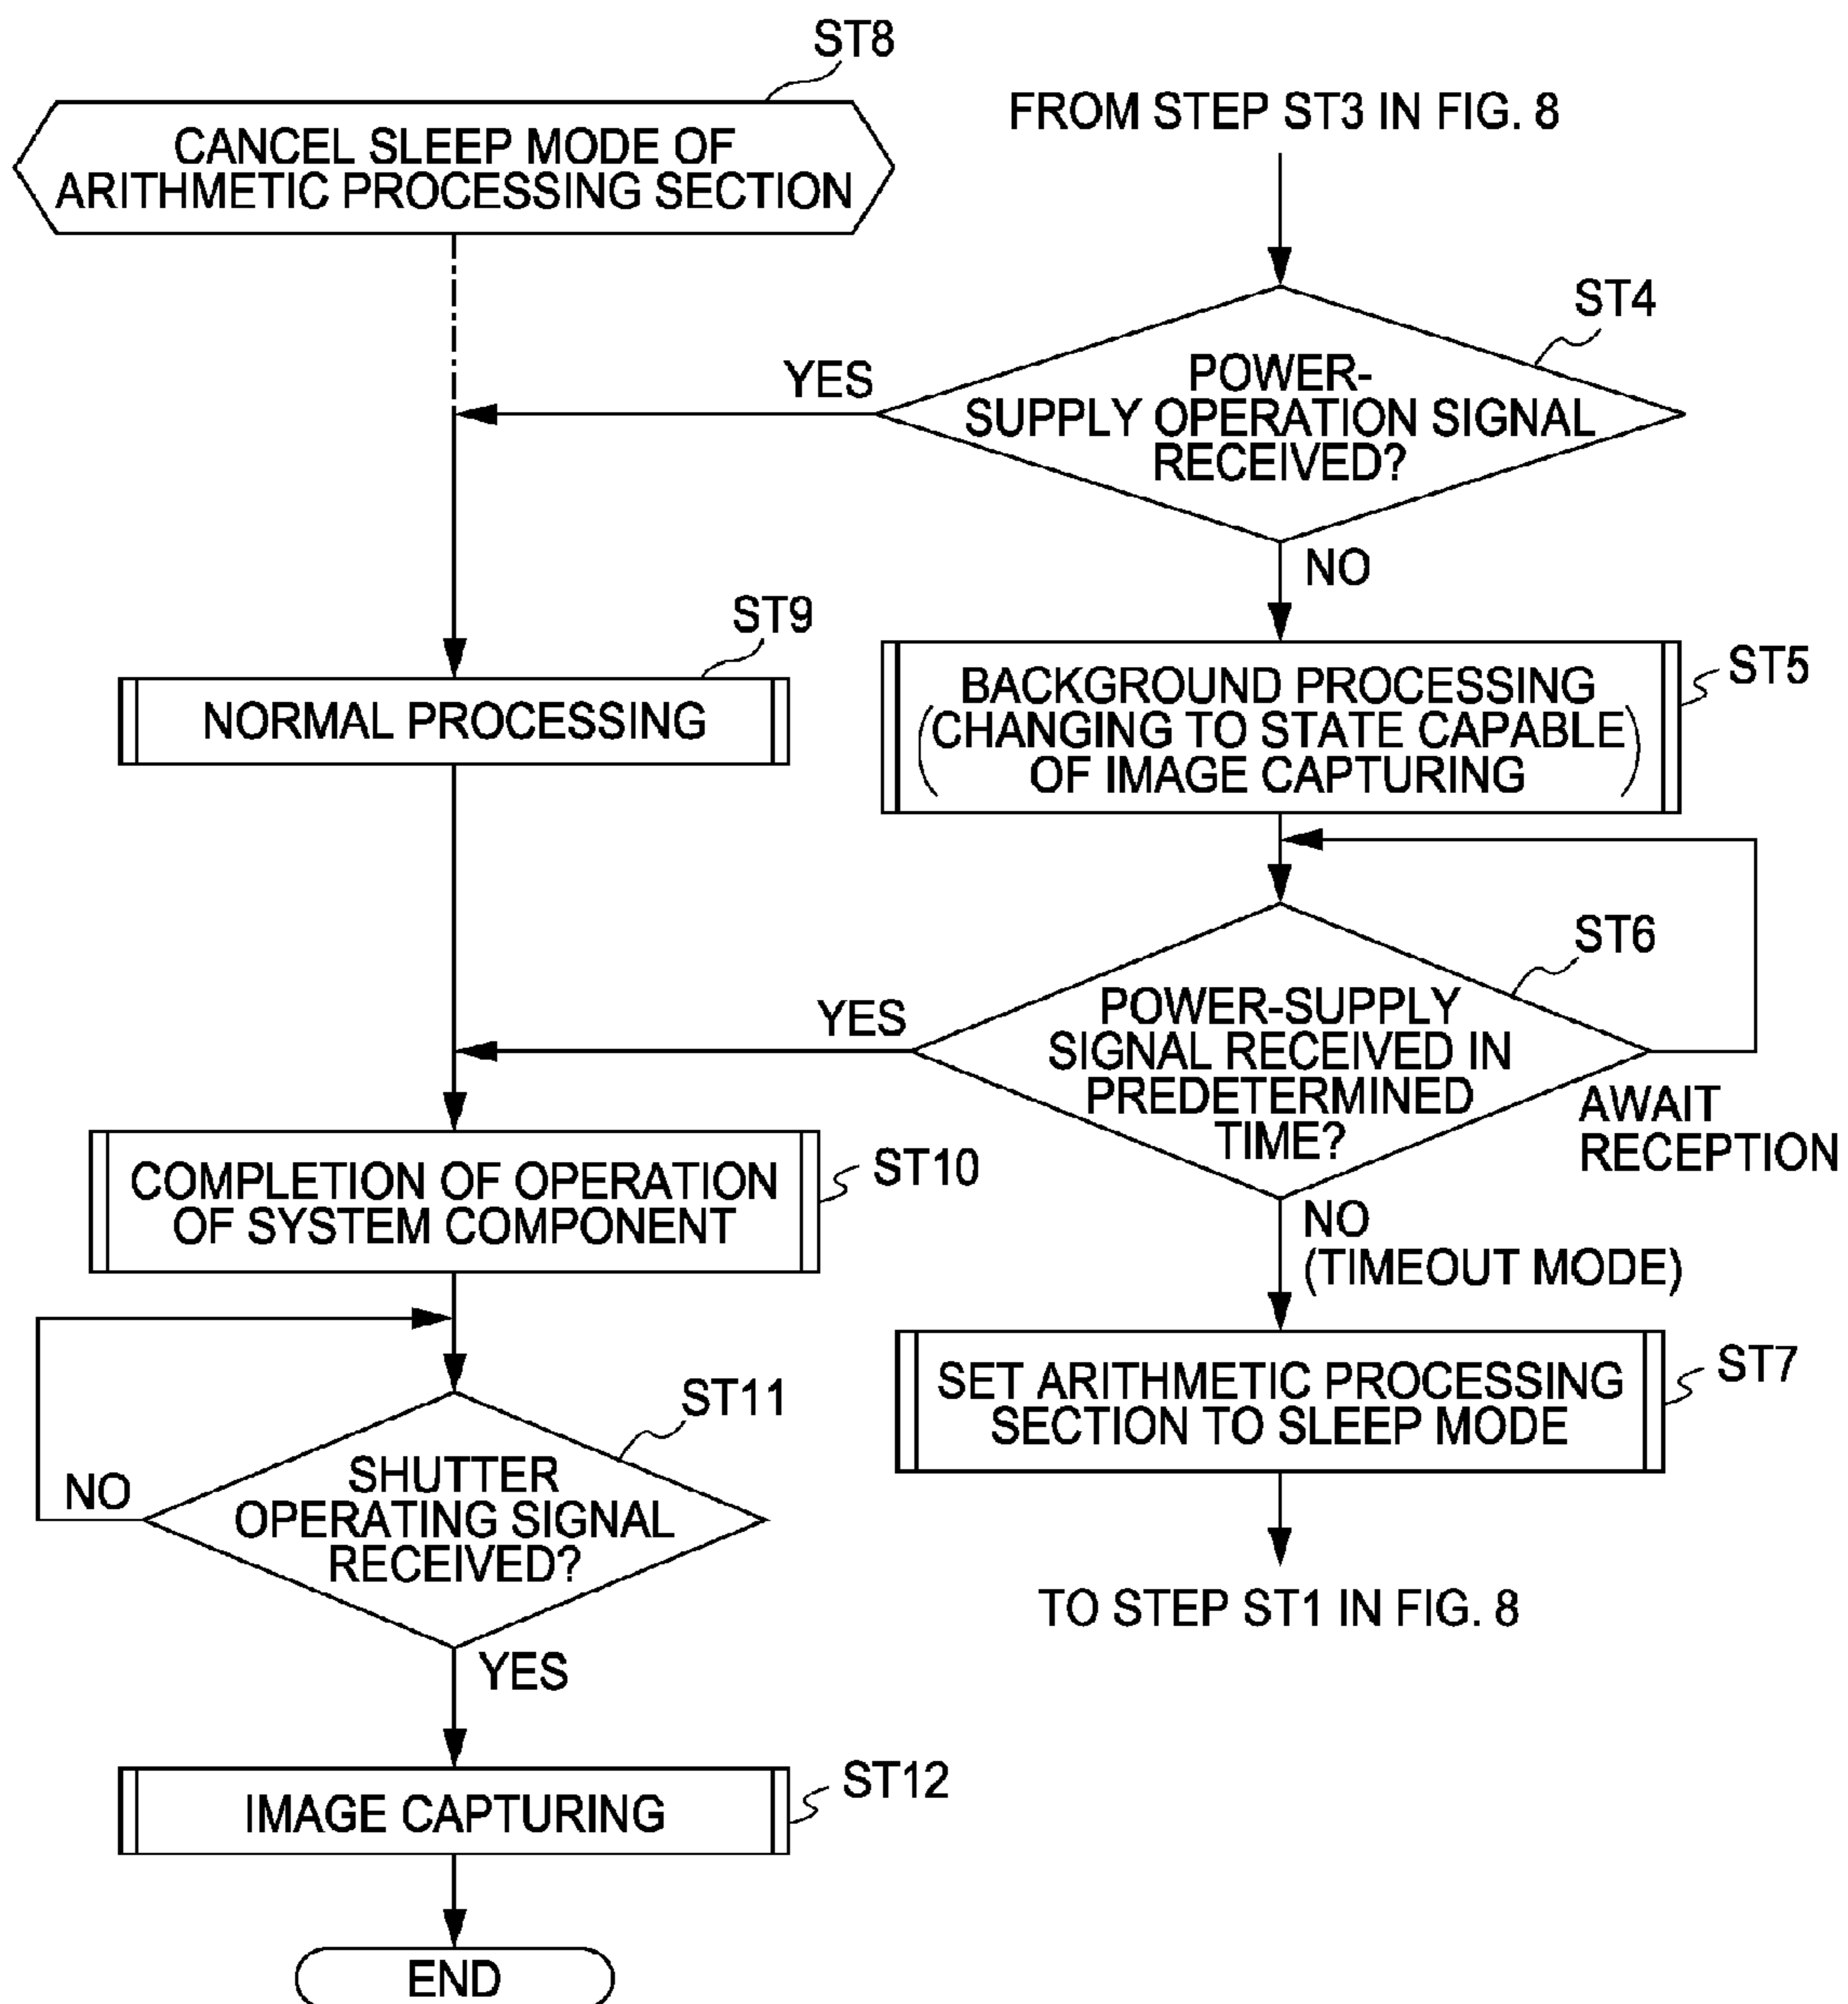 ST8
CANCEL SLEEP MODE OF
ARITHMETIC PROCESSING SECTION
FROM STEP ST3 IN FIG. 8
ST4
POWER-
SUPPLY OPERATION SIGNAL
RECEIVED?
YES
NO
ST9
NORMAL PROCESSING
ST5
BACKGROUND PROCESSING
(CHANGING TO STATE CAPABLE
OF IMAGE CAPTURING)
ST6
POWER-SUPPLY
SIGNAL RECEIVED IN
PREDETERMINED
TIME?
YES
AWAIT
RECEPTION
NO
(TIMEOUT MODE)
ST10
COMPLETION OF OPERATION
OF SYSTEM COMPONENT
ST7
SET ARITHMETIC PROCESSING
SECTION TO SLEEP MODE
TO STEP ST1 IN FIG. 8
ST11
SHUTTER
OPERATING SIGNAL
RECEIVED?
NO
YES
ST12
IMAGE CAPTURING
END